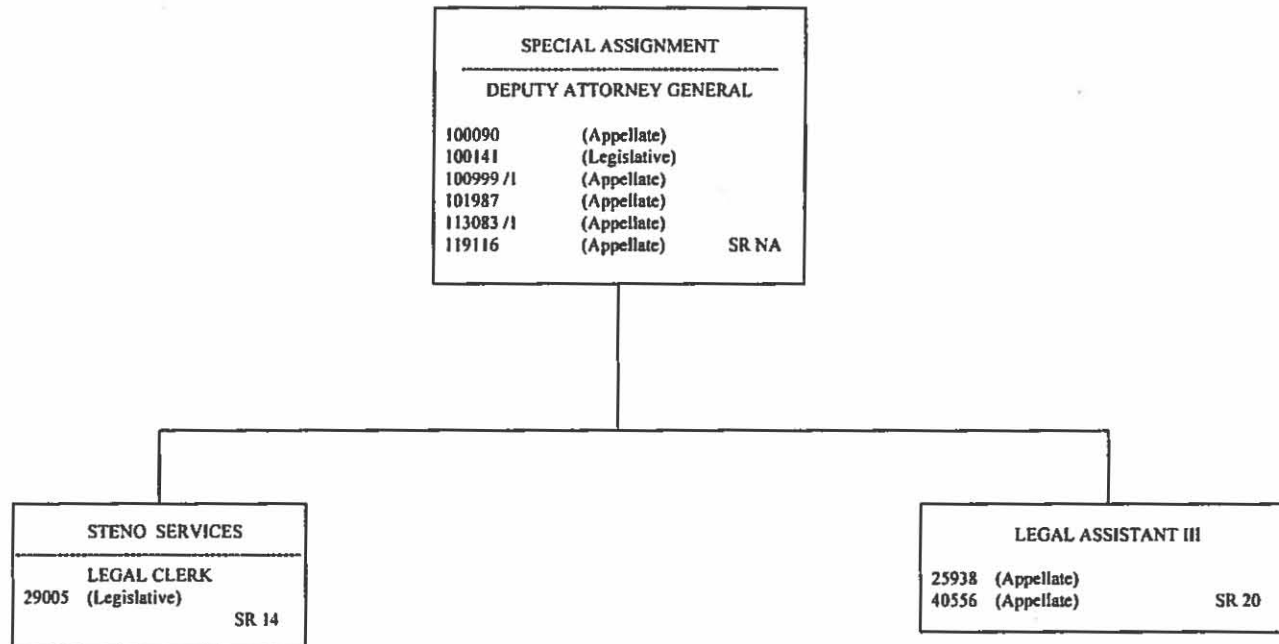 SPECIAL ASSIGNMENT
DEPUTY ATTORNEY GENERAL
100090 (Appellate)
100141 (Legislative)
100999 /1 (Appellate)
101987 (Appellate)
113083 /1 (Appellate)
119116 (Appellate) SR NA
STENO SERVICES
LEGAL CLERK
29005 (Legislative)
SR 14
LEGAL ASSISTANT III
25938 (Appellate)
40556 (Appellate) SR 20